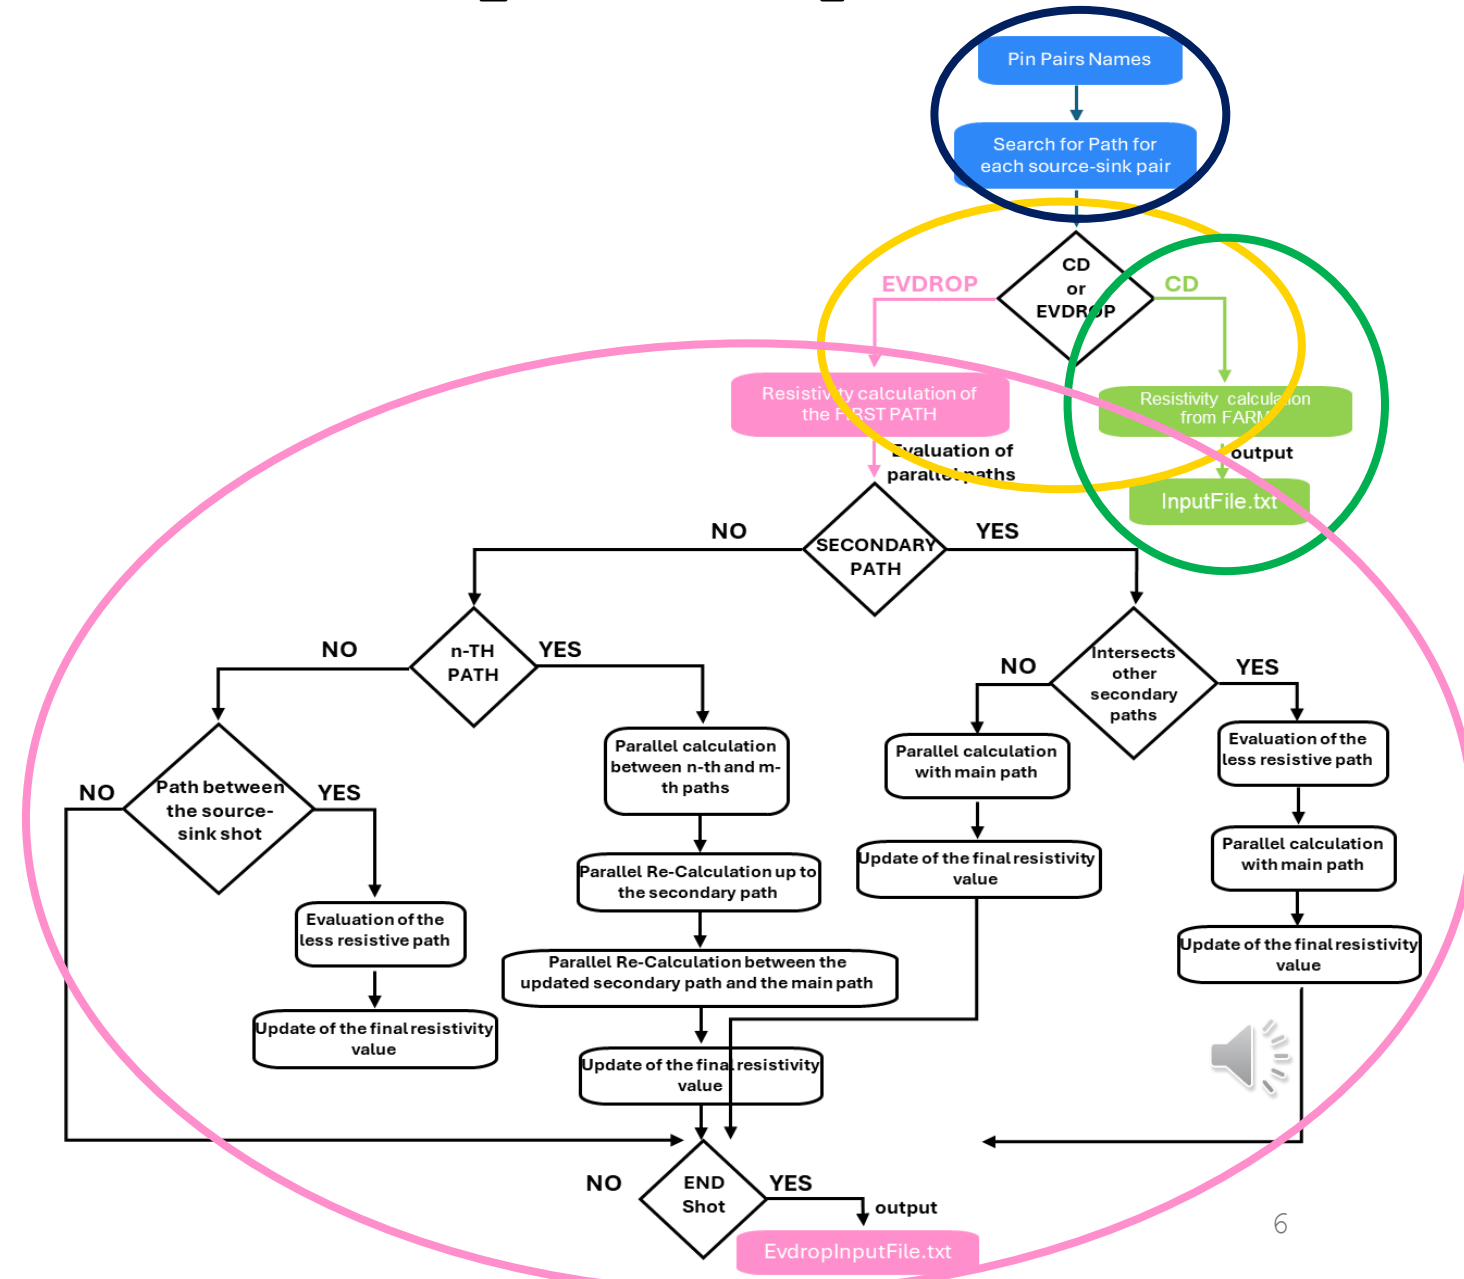 Pin Pairs Names
Search for Path for
each source-sink pair
CD
or
EVDROP
EVDROP
CD
Resistivity calculation of
the FIRST PATH
Resistivity calculation
from FARM
Evaluation of
parallel paths
output
InputFile.txt
SECONDARY
PATH
NO
YES
n-TH
PATH
NO
YES
Intersects
other
secondary
paths
NO
YES
Path between
the source-
sink shot
NO
YES
Parallel calculation
between n-th and m-
th paths
Parallel calculation
with main path
Evaluation of the
less resistive path
Parallel Re-Calculation up to
the secondary path
Update of the final resistivity
value
Parallel calculation
with main path
Evaluation of the
less resistive path
Parallel Re-Calculation between the
updated secondary path and the main path
Update of the final resistivity
value
Update of the final resistivity
value
Update of the final resistivity
value
END
Shot
NO
YES
output
EvdropInputFile.txt
6